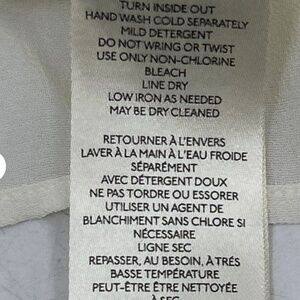 TURN INSIDE OUT
HAND WASH COLD SEPARATELY
MILD DETERGENT
DO NOT WRING OR TWIST
USE ONLY NON-CHLORINE
BLEACH
LINE DRY
LOW IRON AS NEEDED
MAY BE DRY CLEANED
RETOURNER À L'ENVERS
LAVER À LA MAIN À L'EAU FROIDE
SÉPARÉMENT
AVEC DÉTERGENT DOUX
NE PAS TORDRE OU ESSORER
UTILISER UN AGENT DE
BLANCHIMENT SANS CHLORE SI
NÉCESSAIRE
LIGNE SEC
REPASSER, AU BESOIN, À TRÉS
BASSE TEMPÉRATURE
PEUT-ÊTRE ÊTRE NETTOYÉE
À SEC